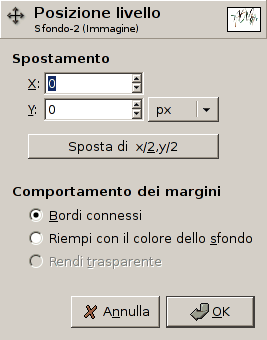 Posizione livello
Sfondo-2 (Immagine)
Spostamento
X: 0
Y: 0 px
Sposta di x/2,y/2
Comportamento dei margini
Bordi connessi
Riempi con il colore dello sfondo
Rendi trasparente
Annulla OK